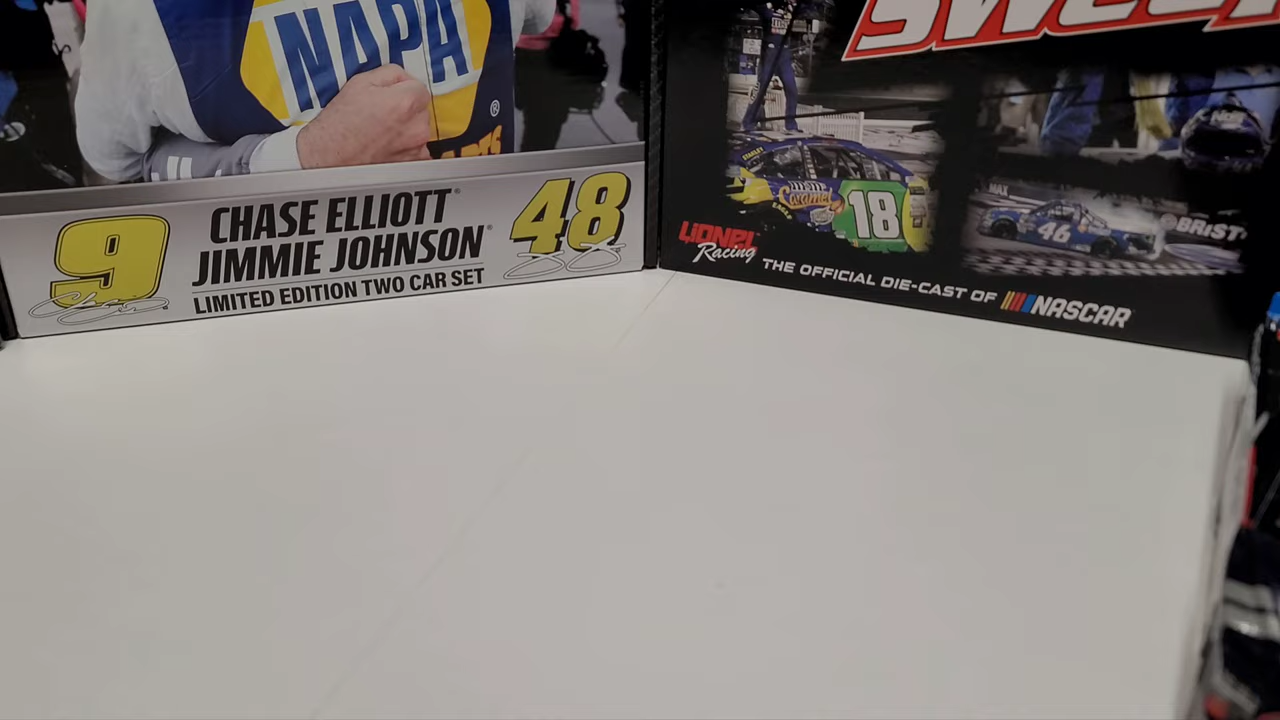 NAPA
®
9
CHASE ELLIOTT
JIMMIE JOHNSON
LIMITED EDITION TWO CAR SET
48
18
Caramel
46
LIONEL
Racing
THE OFFICIAL DIE-CAST OF NASCAR